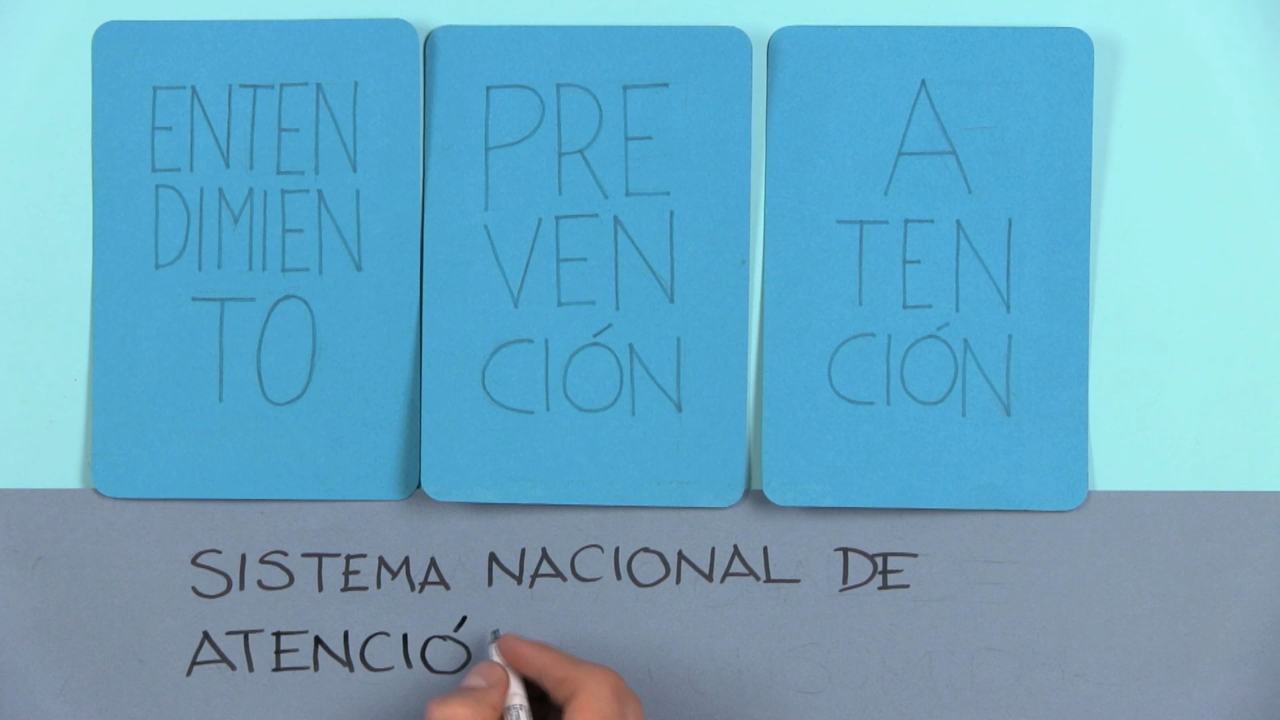 ENTEN
DIMIEN
TO
PRE
VEN
CIÓN
A
TEN
CIÓN
SISTEMA NACIONAL DE
ATENCIÓ